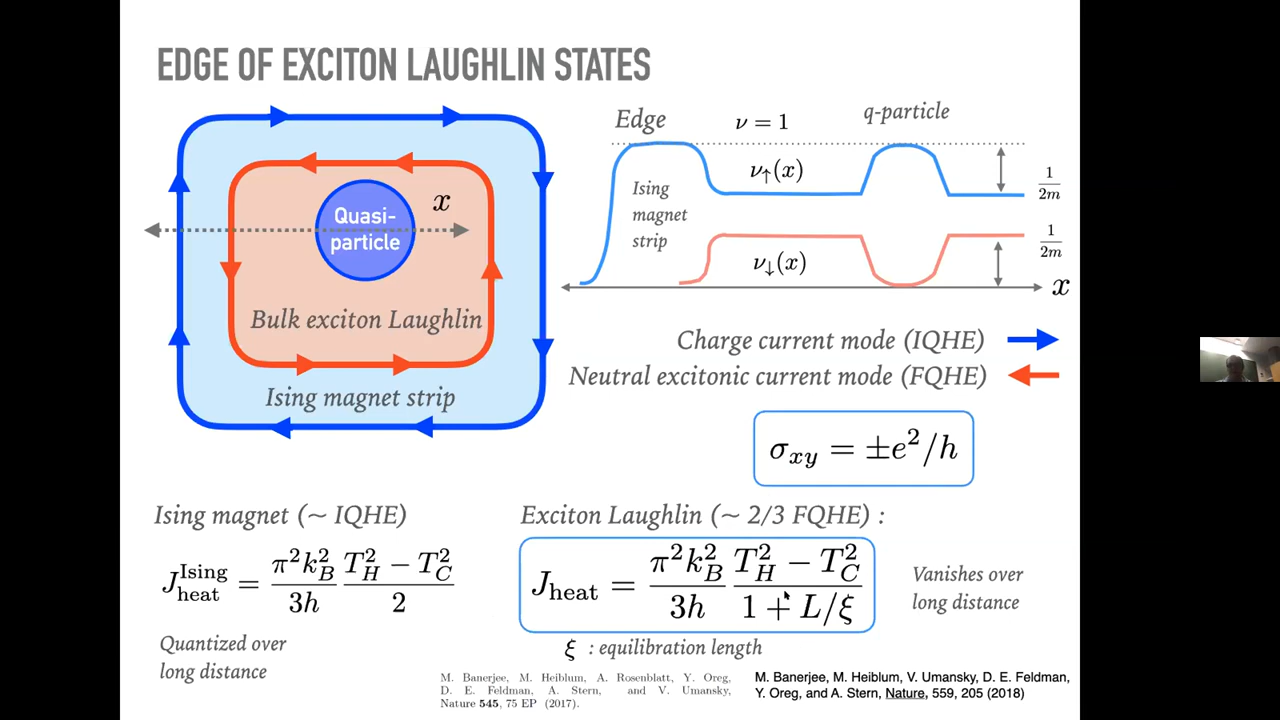 EDGE OF EXCITON LAUGHLIN STATES
Quasi-
particle
x
Bulk exciton Laughlin
Ising magnet strip
Edge
ν = 1
q-particle
ν↑(x)
Ising
magnet
strip
1/2m
1/2m
ν↓(x)
x
Charge current mode (IQHE)
Neutral excitonic current mode (FQHE)
σ_xy = ±e²/h
Ising magnet (~ IQHE)
J^Ising_heat = π²k_B²/3h T_H² − T_C²/2
Quantized over
long distance
Exciton Laughlin (~ 2/3 FQHE) :
J_heat = π²k_B²/3h T_H² − T_C²/1 + L/ξ
Vanishes over
long distance
ξ : equilibration length
M. Banerjee, M. Heiblum, A. Rosenblatt, Y. Oreg,
D. E. Feldman, A. Stern, and V. Umansky,
Nature 545, 75 EP (2017).
M. Banerjee, M. Heiblum, V. Umansky, D. E. Feldman,
Y. Oreg, and A. Stern, Nature, 559, 205 (2018)